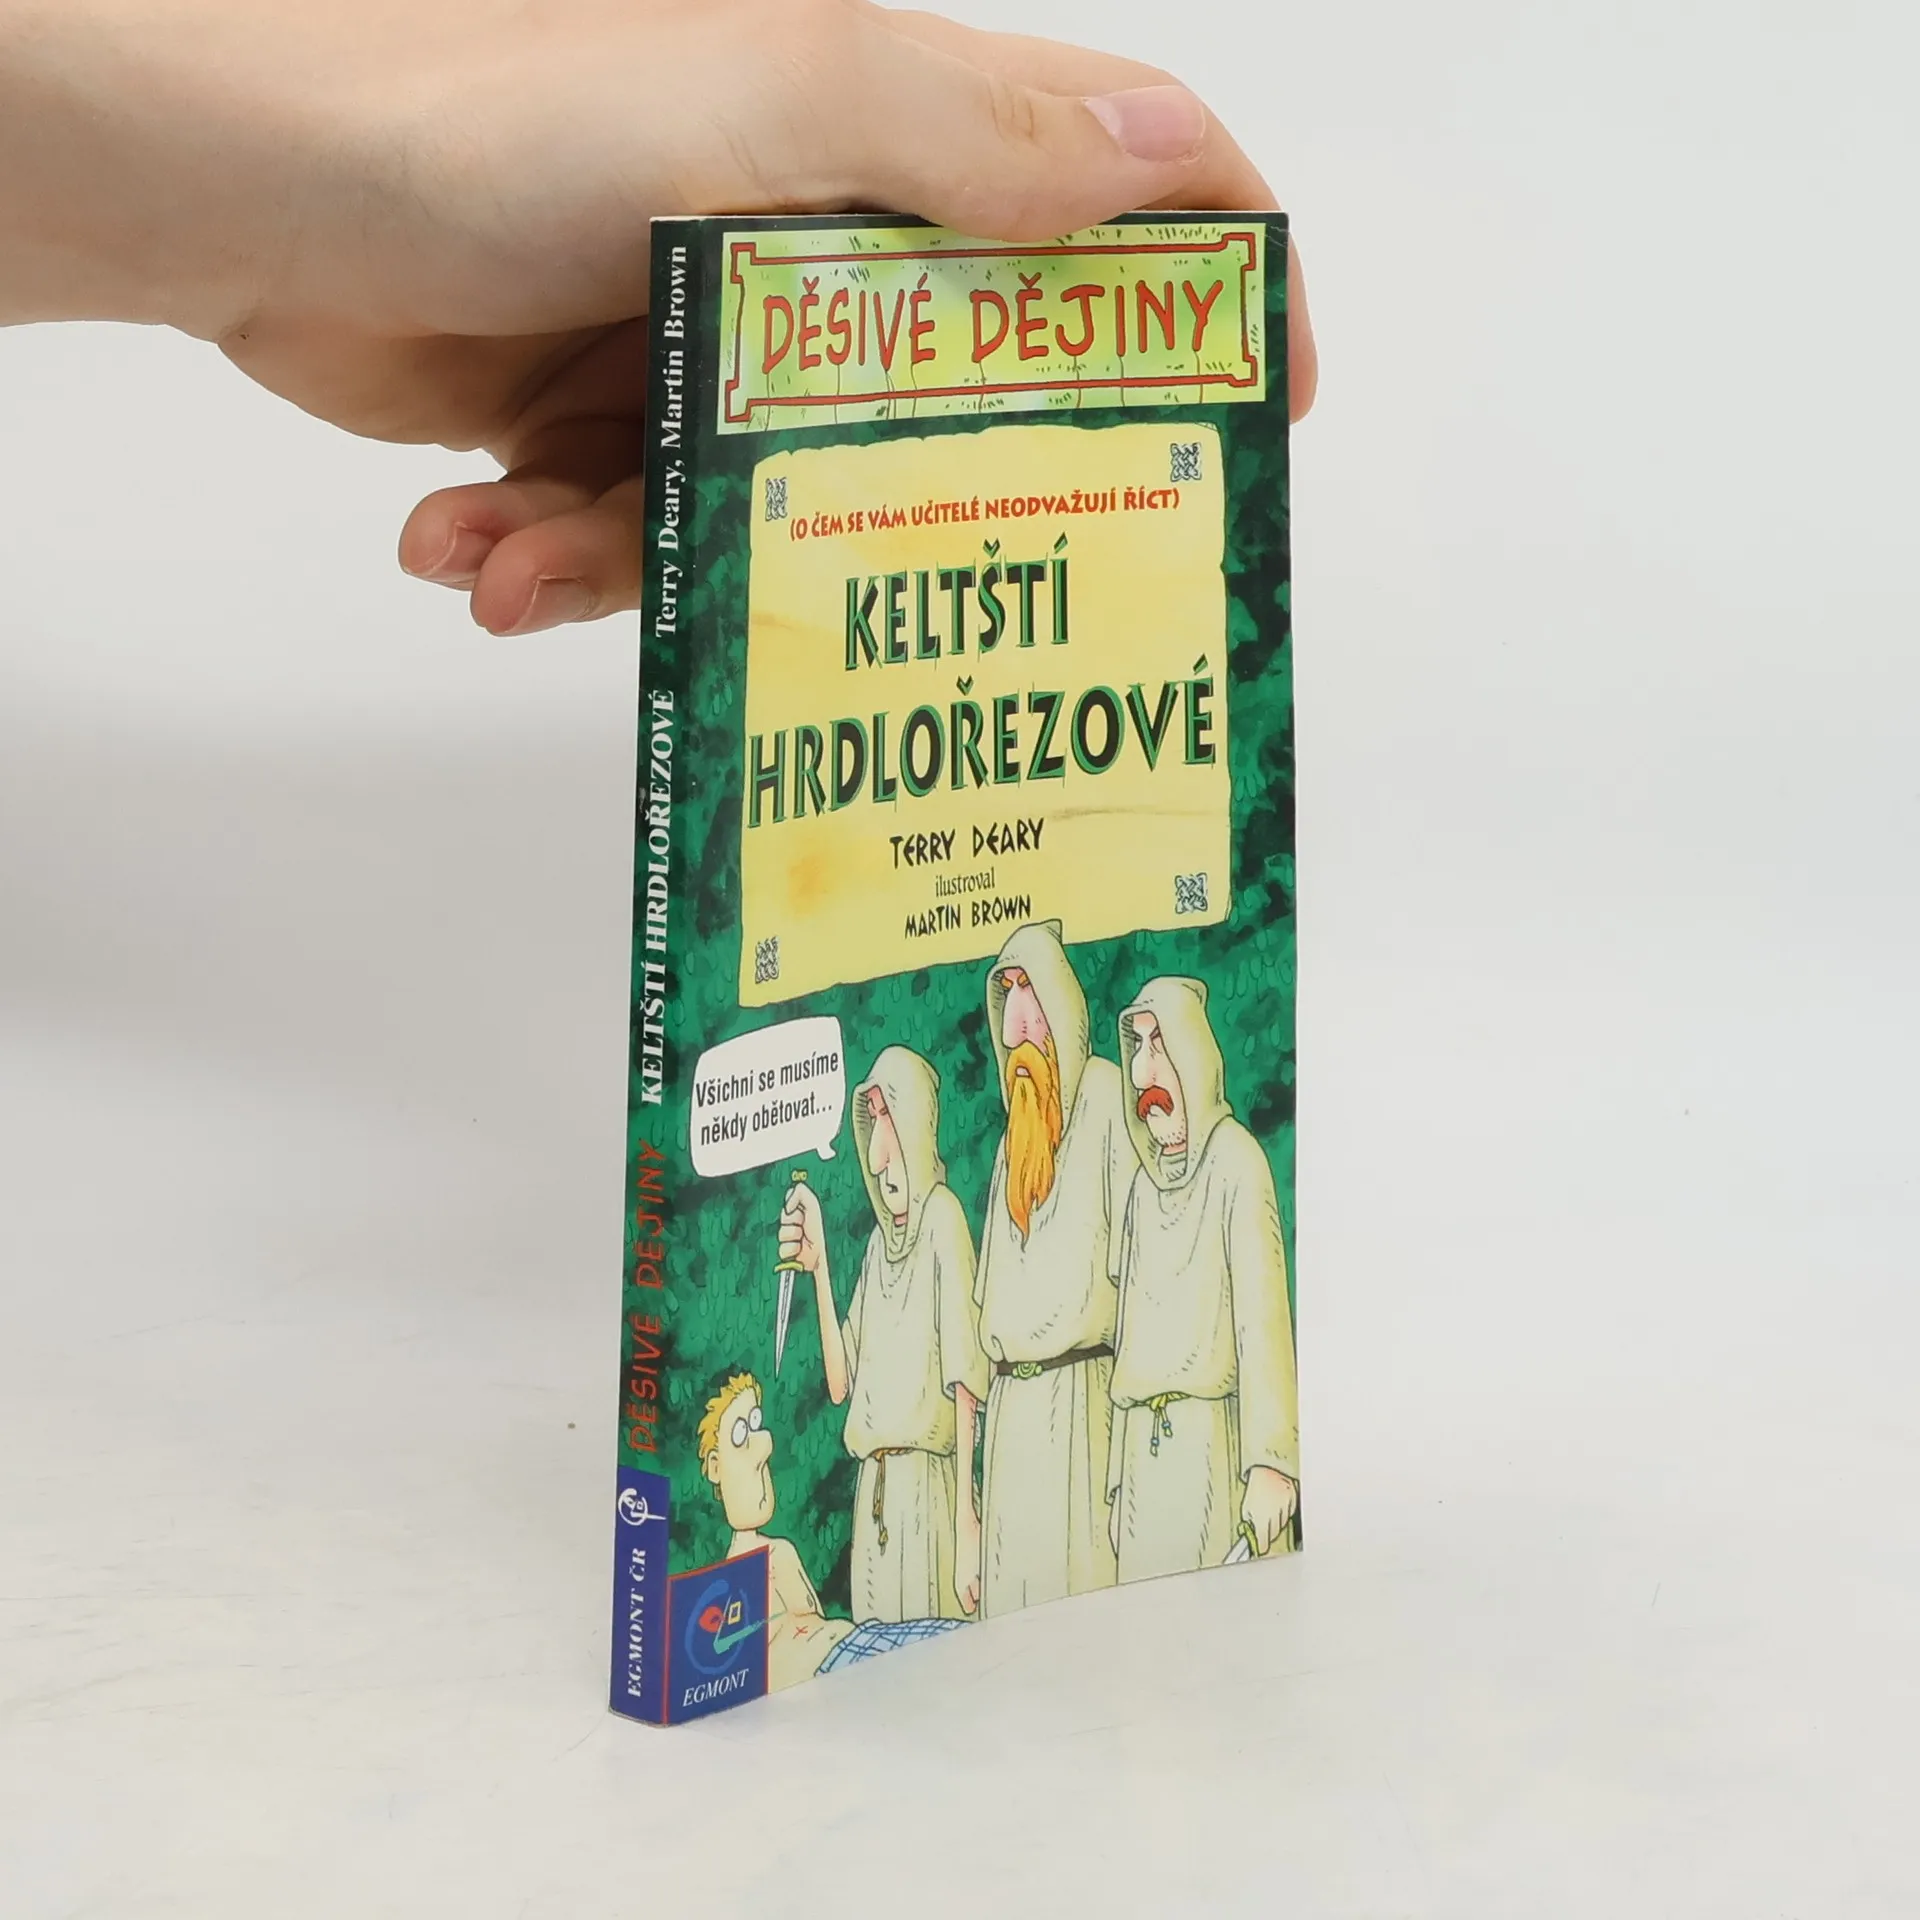 DĚSIVÉ DĚJINY
(O ČEM SE VÁM UČITELÉ NEODVAŽUJÍ ŘÍCT)
KELTŠTÍ
HRDLOŘEZOVÉ
TERRY DEARY
ilustroval
MARTIN BROWN
Všichni se musíme
někdy obětovat...
EGMONT
EGMONT ČR DĚSIVÉ DĚJINY KELTŠTÍ HRDLOŘEZOVÉ Terry Deary, Martin Brown